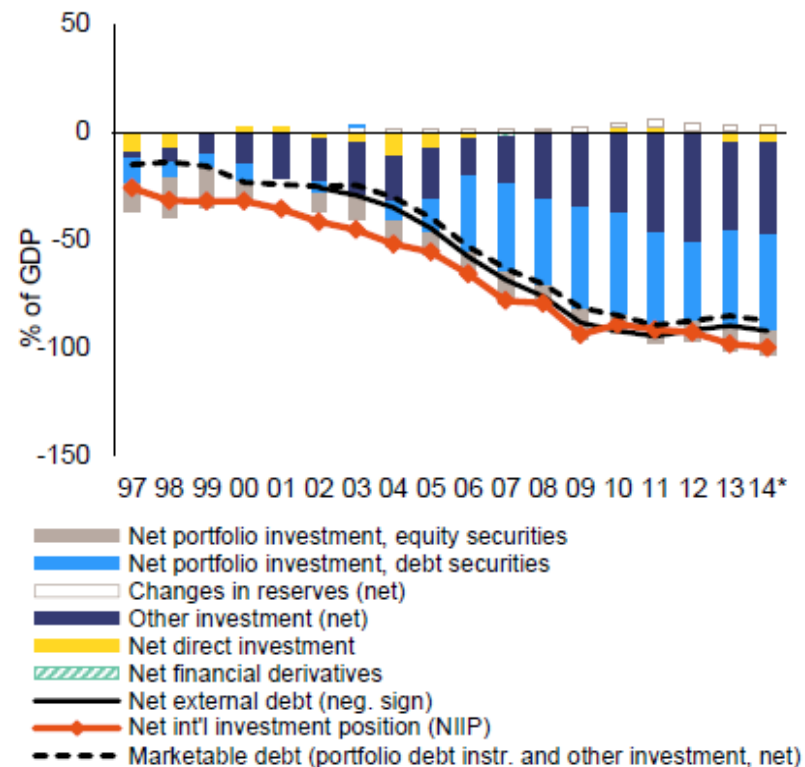 50
0
-50
-100
-150
% of GDP
97 98 99 00 01 02 03 04 05 06 07 08 09 10 11 12 13 14*
Net portfolio investment, equity securities
Net portfolio investment, debt securities
Changes in reserves (net)
Other investment (net)
Net direct investment
Net financial derivatives
Net external debt (neg. sign)
Net int'l investment position (NIIP)
Marketable debt (portfolio debt instr. and other investment, net)